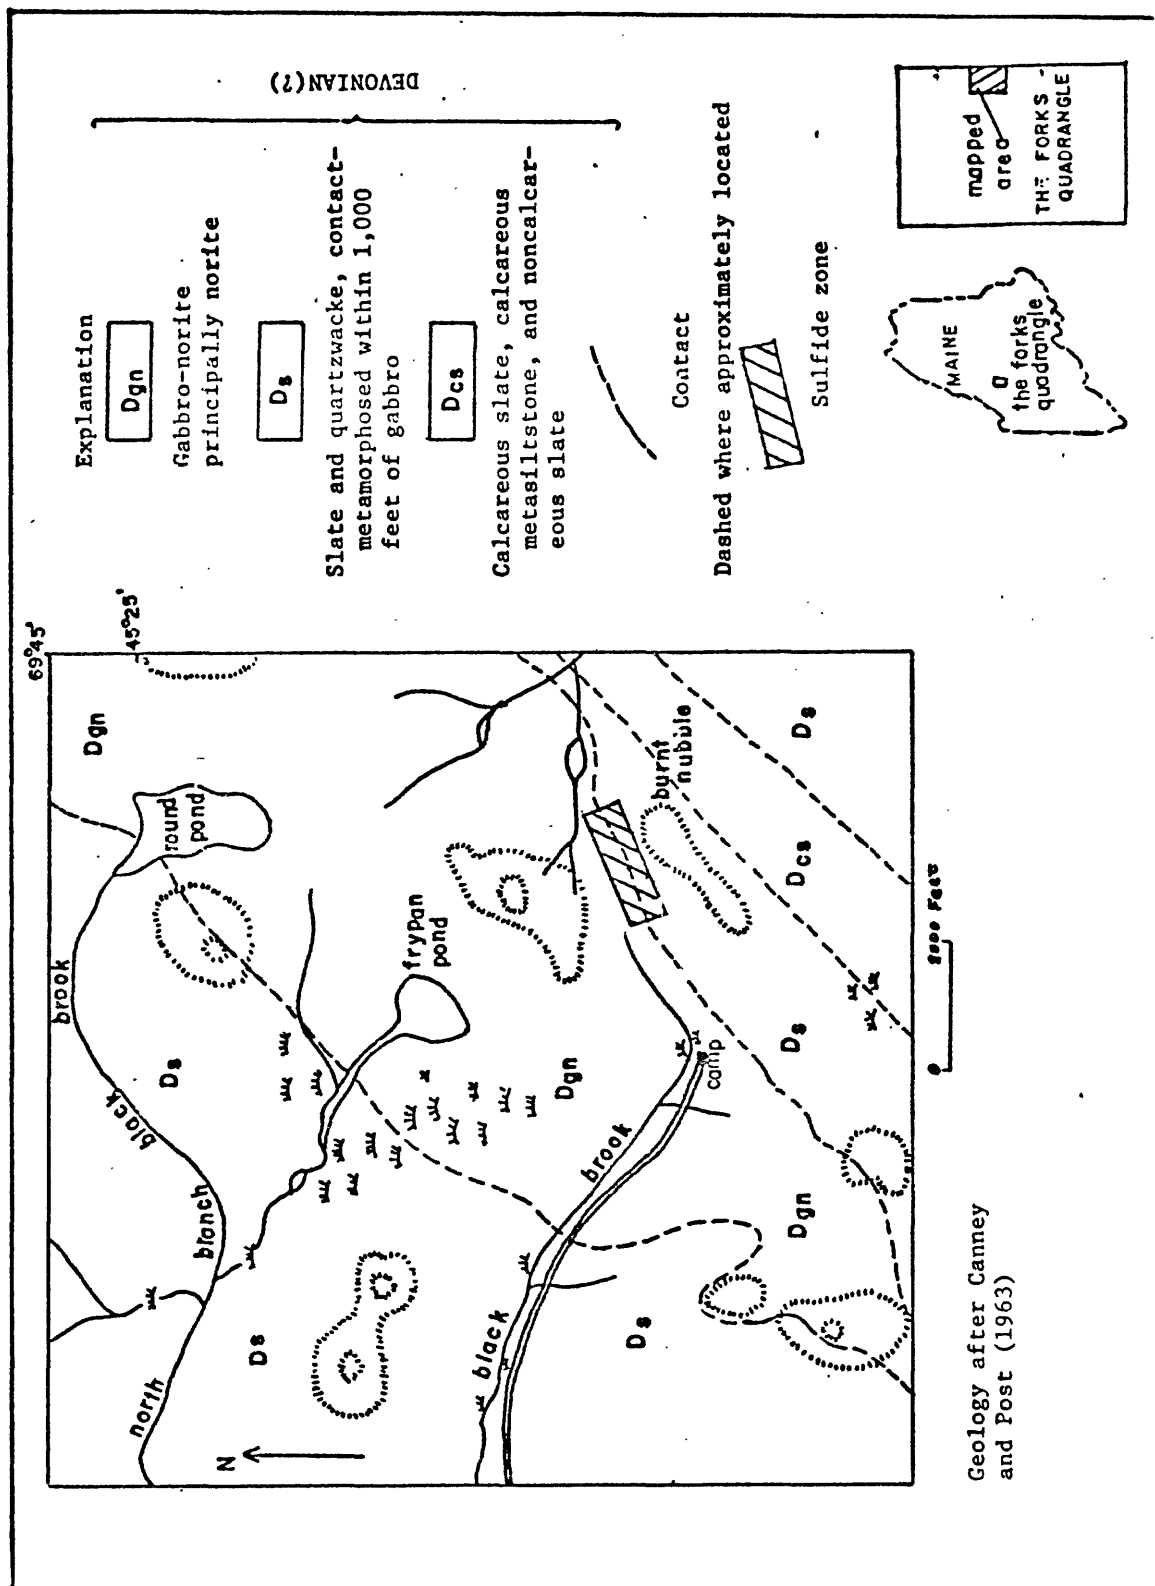 69°45'
45°25'
Dgn
round
pond
brook
black
branch
north
Ds
Ds
frypan
pond
N
Dgn
brook
black
camp
burnt
nubble
Ds
Dcs
Ds
Dgn
Ds
0 2000 Feet
Geology after Canney
and Post (1963)
Explanation
Dgn
Gabbro-norite
principally norite
Ds
Slate and quartzwacke, contact-
metamorphosed within 1,000
feet of gabbro
Dcs
Calcareous slate, calcareous
metasiltstone, and noncalcar-
eous slate
DEVONIAN(?)
Contact
Dashed where approximately located
Sulfide zone
MAINE
the forks
quadrangle
mapped
area
THE FORKS
QUADRANGLE